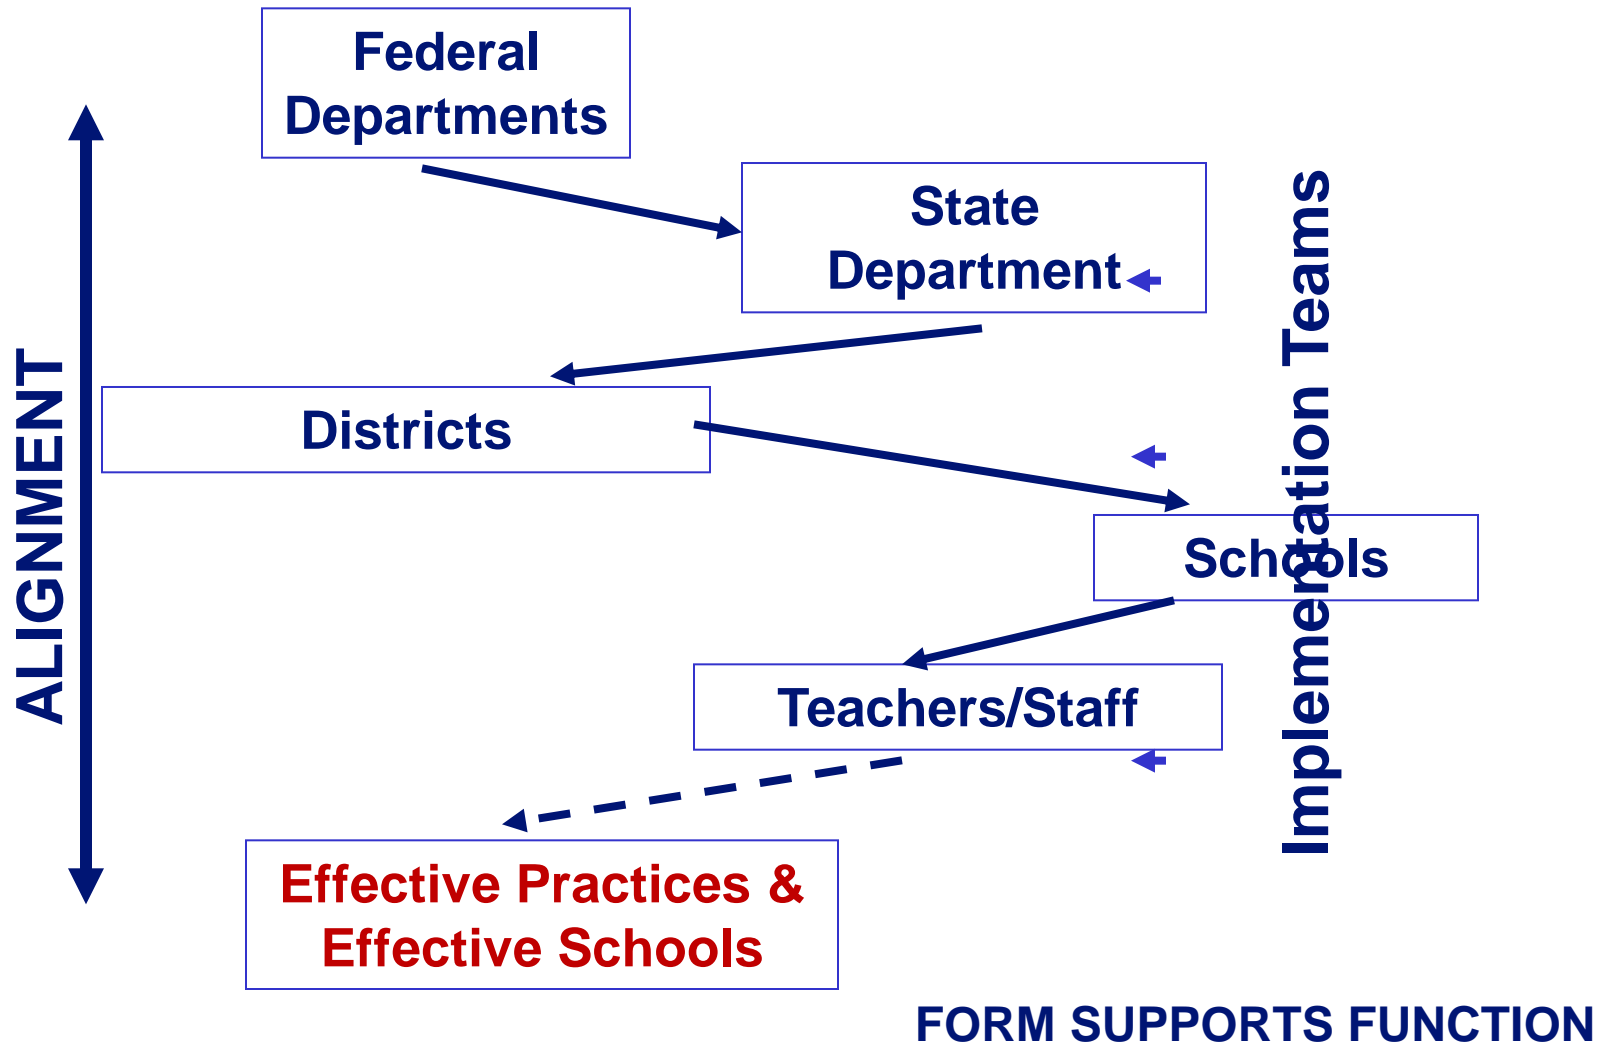 Federal
Departments
State
Department
Implementation Teams
ALIGNMENT
Districts
Schools
Teachers/Staff
Effective Practices &
Effective Schools
FORM SUPPORTS FUNCTION